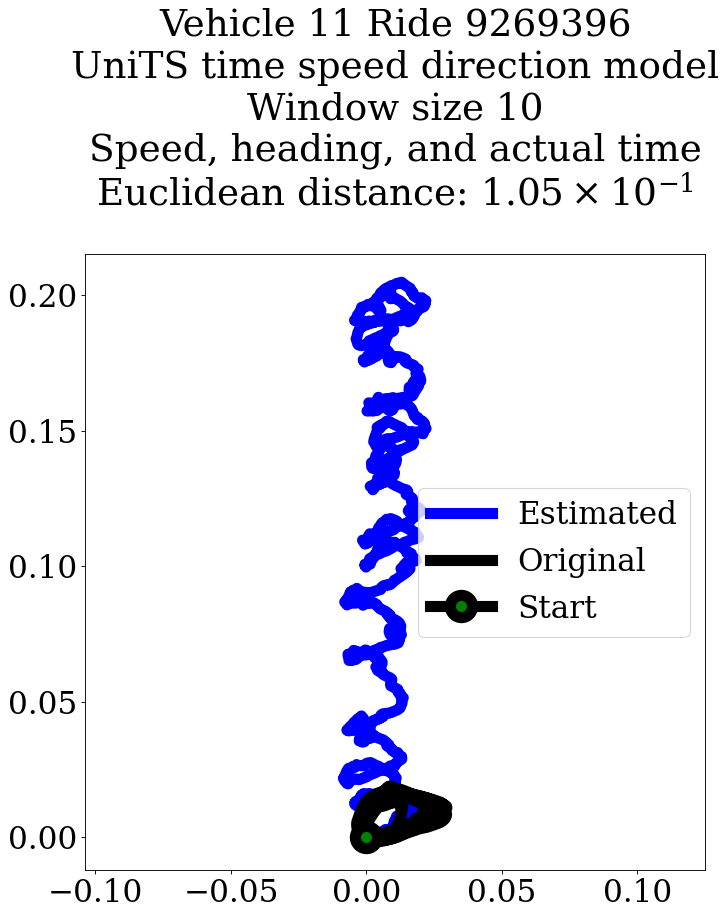 Vehicle 11 Ride 9269396
UniTS time speed direction model
Window size 10
Speed, heading, and actual time
Euclidean distance: 1.05 × 10⁻¹
0.20
0.15
0.10
0.05
0.00
Estimated
Original
Start
−0.10 −0.05 0.00 0.05 0.10